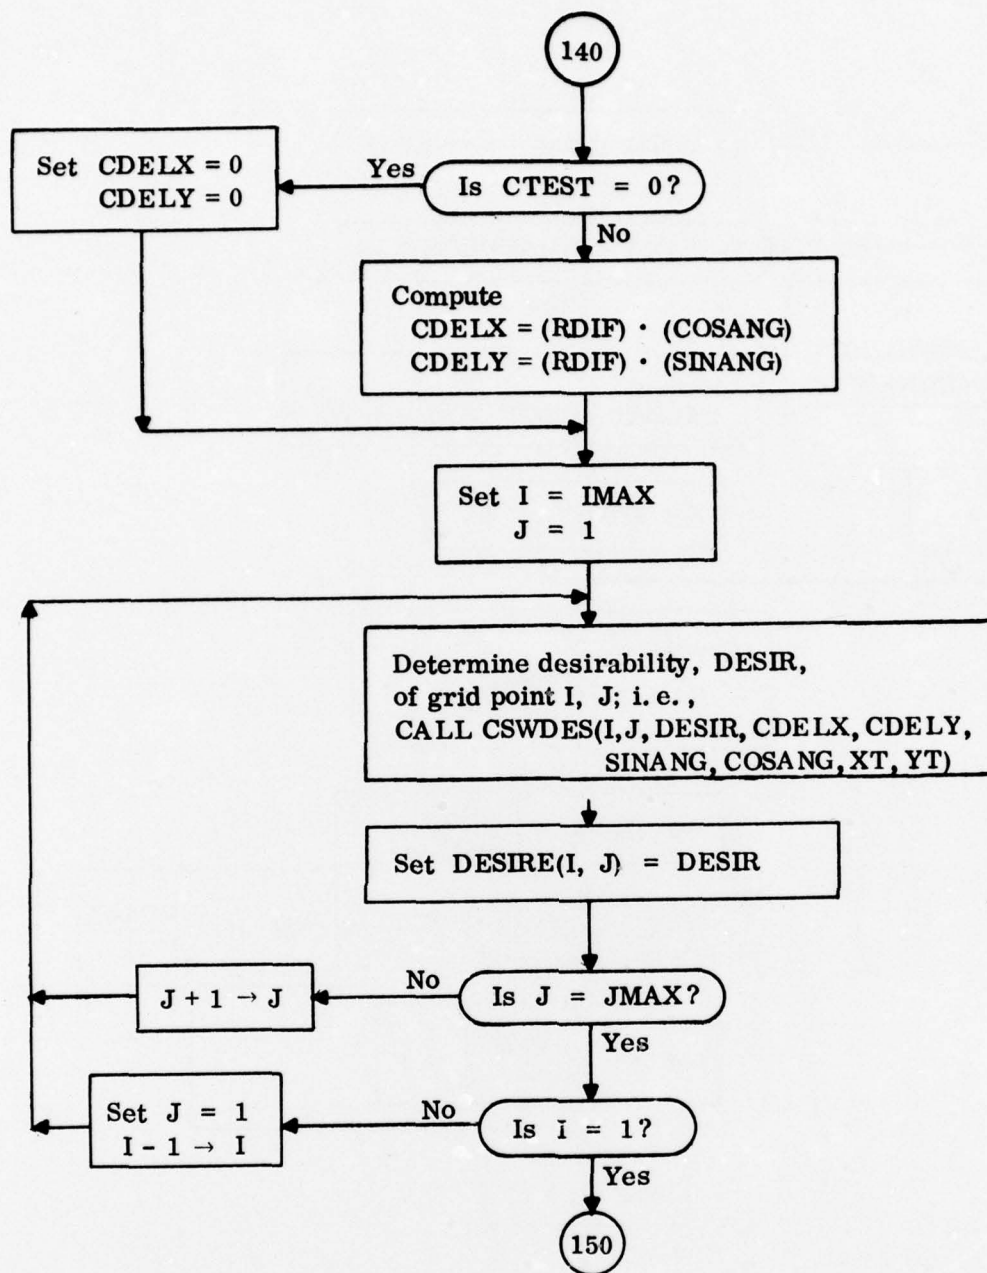 140
Is CTEST = 0?
Yes
Set CDELX = 0
CDELY = 0
No
Compute
CDELX = (RDIF) · (COSANG)
CDELY = (RDIF) · (SINANG)
Set I = IMAX
J = 1
Determine desirability, DESIR,
of grid point I, J; i. e.,
CALL CSWDES(I,J, DESIR, CDELX, CDELY,
SINANG, COSANG, XT, YT)
Set DESIRE(I, J) = DESIR
Is J = JMAX?
No
J + 1 → J
Yes
Is I = 1?
No
Set J = 1
I - 1 → I
Yes
150